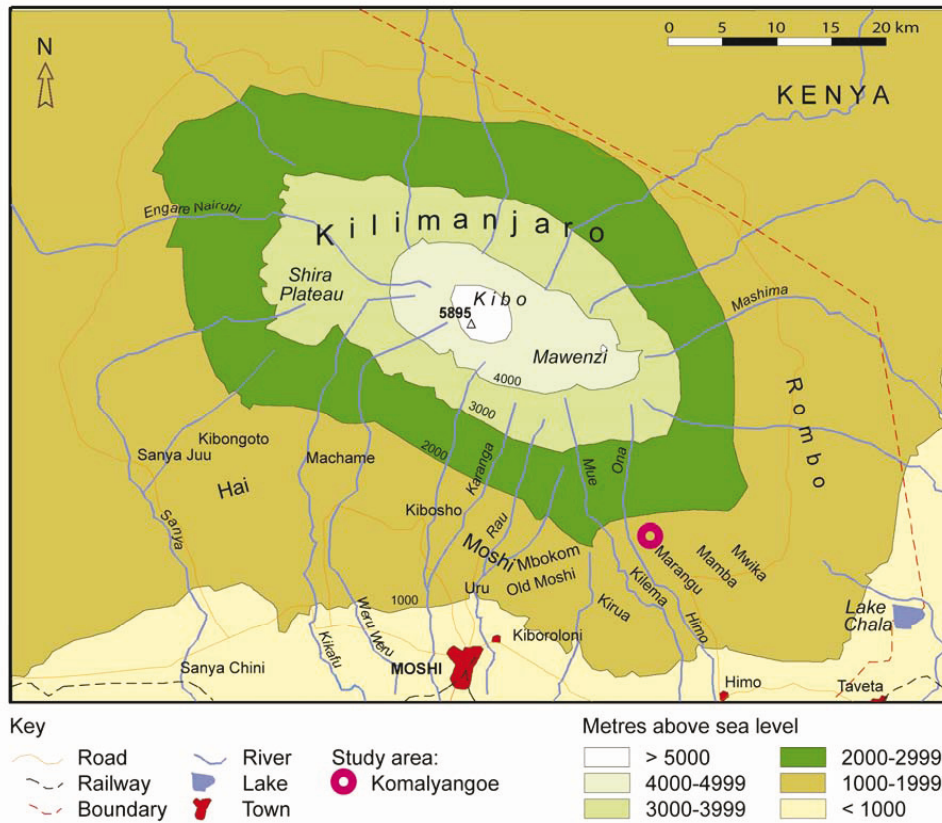 0 5 10 15 20 km
N
KENYA
Engare Nairobi
Kilimanjaro
Shira
Plateau
Kibo
5895
Mawenzi
Mashima
4000
3000
2000
Rombo
Kibongoto
Sanya Juu
Machame
Hai
Karanga
Mue
Ona
Kibosho
Rau
Sanya
Moshi
Mbokom
Marangu
Mamba
Mwika
Uru
Old Moshi
Kilema
1000
Kirua
Himo
Lake
Chala
Weru Weru
Kikafu
Kiboroloni
Sanya Chini
MOSHI
Himo
Taveta
Key
Road
Railway
Boundary
River
Lake
Town
Study area:
Komalyangoe
Metres above sea level
> 5000
4000-4999
3000-3999
2000-2999
1000-1999
< 1000